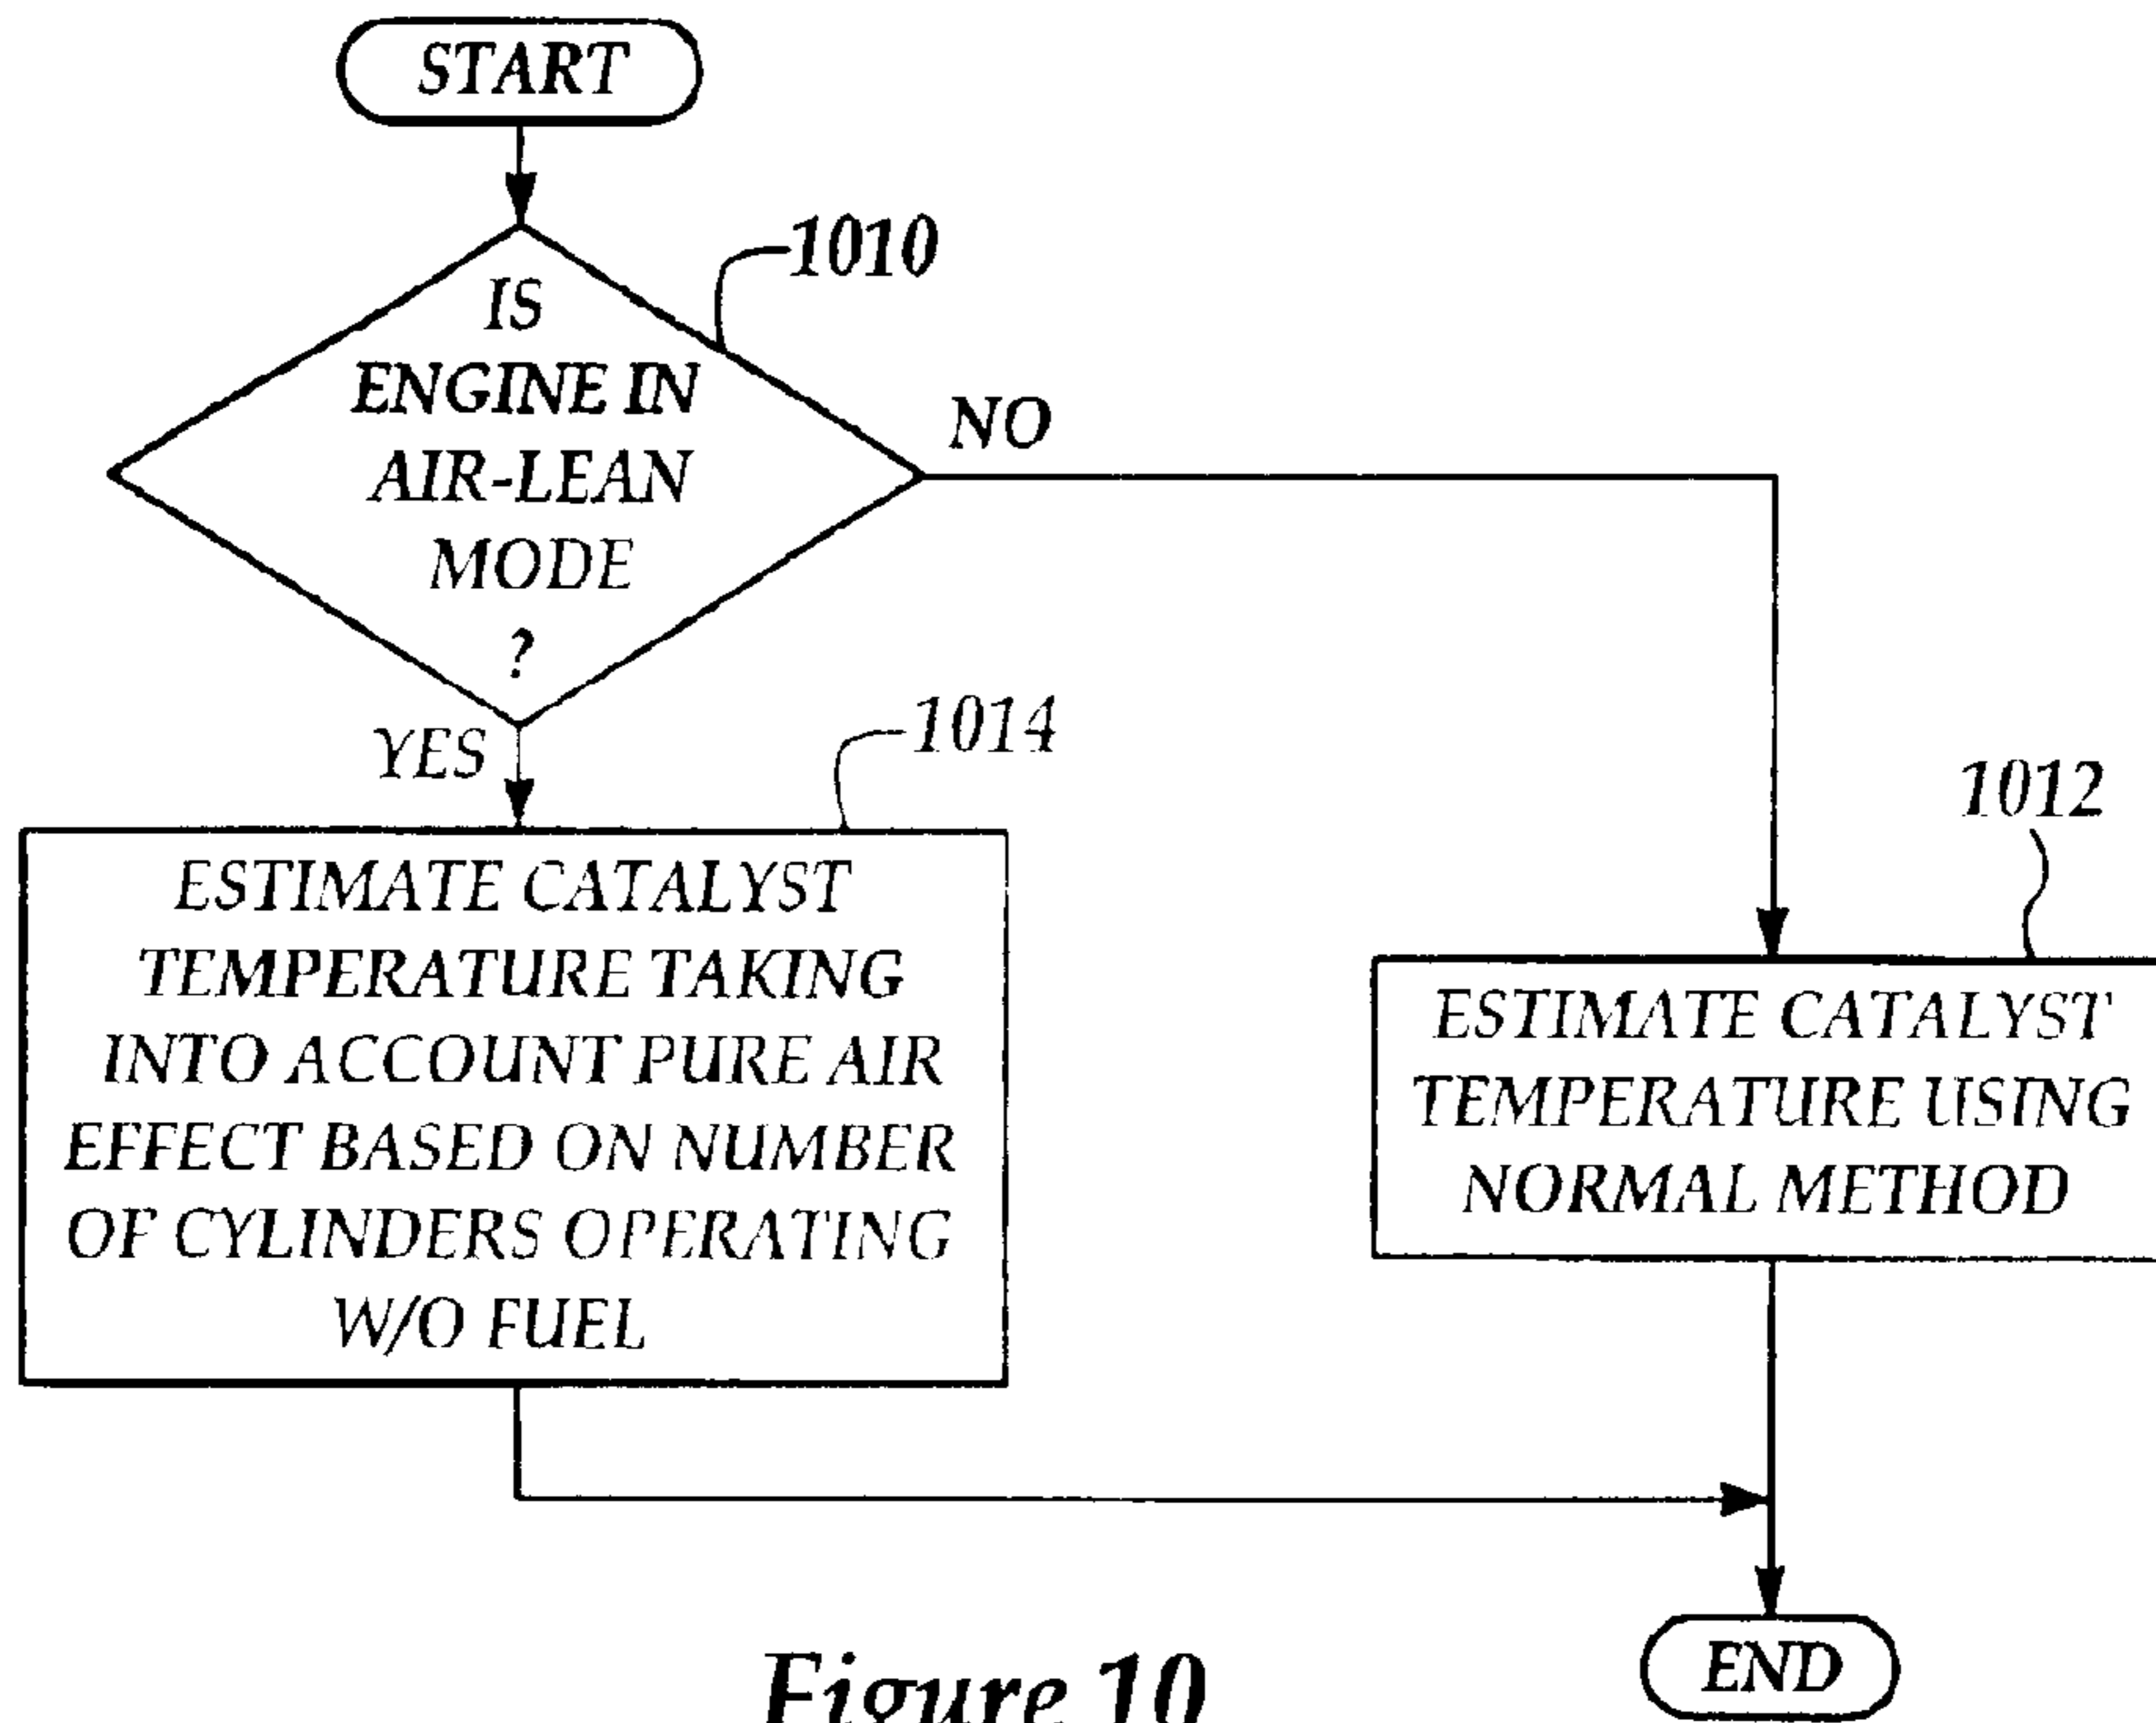 START
1010
IS
ENGINE IN
AIR-LEAN
MODE
?
NO
YES
1014
ESTIMATE CATALYST
TEMPERATURE TAKING
INTO ACCOUNT PURE AIR
EFFECT BASED ON NUMBER
OF CYLINDERS OPERATING
W/O FUEL
1012
ESTIMATE CATALYST
TEMPERATURE USING
NORMAL METHOD
END
Figure 10